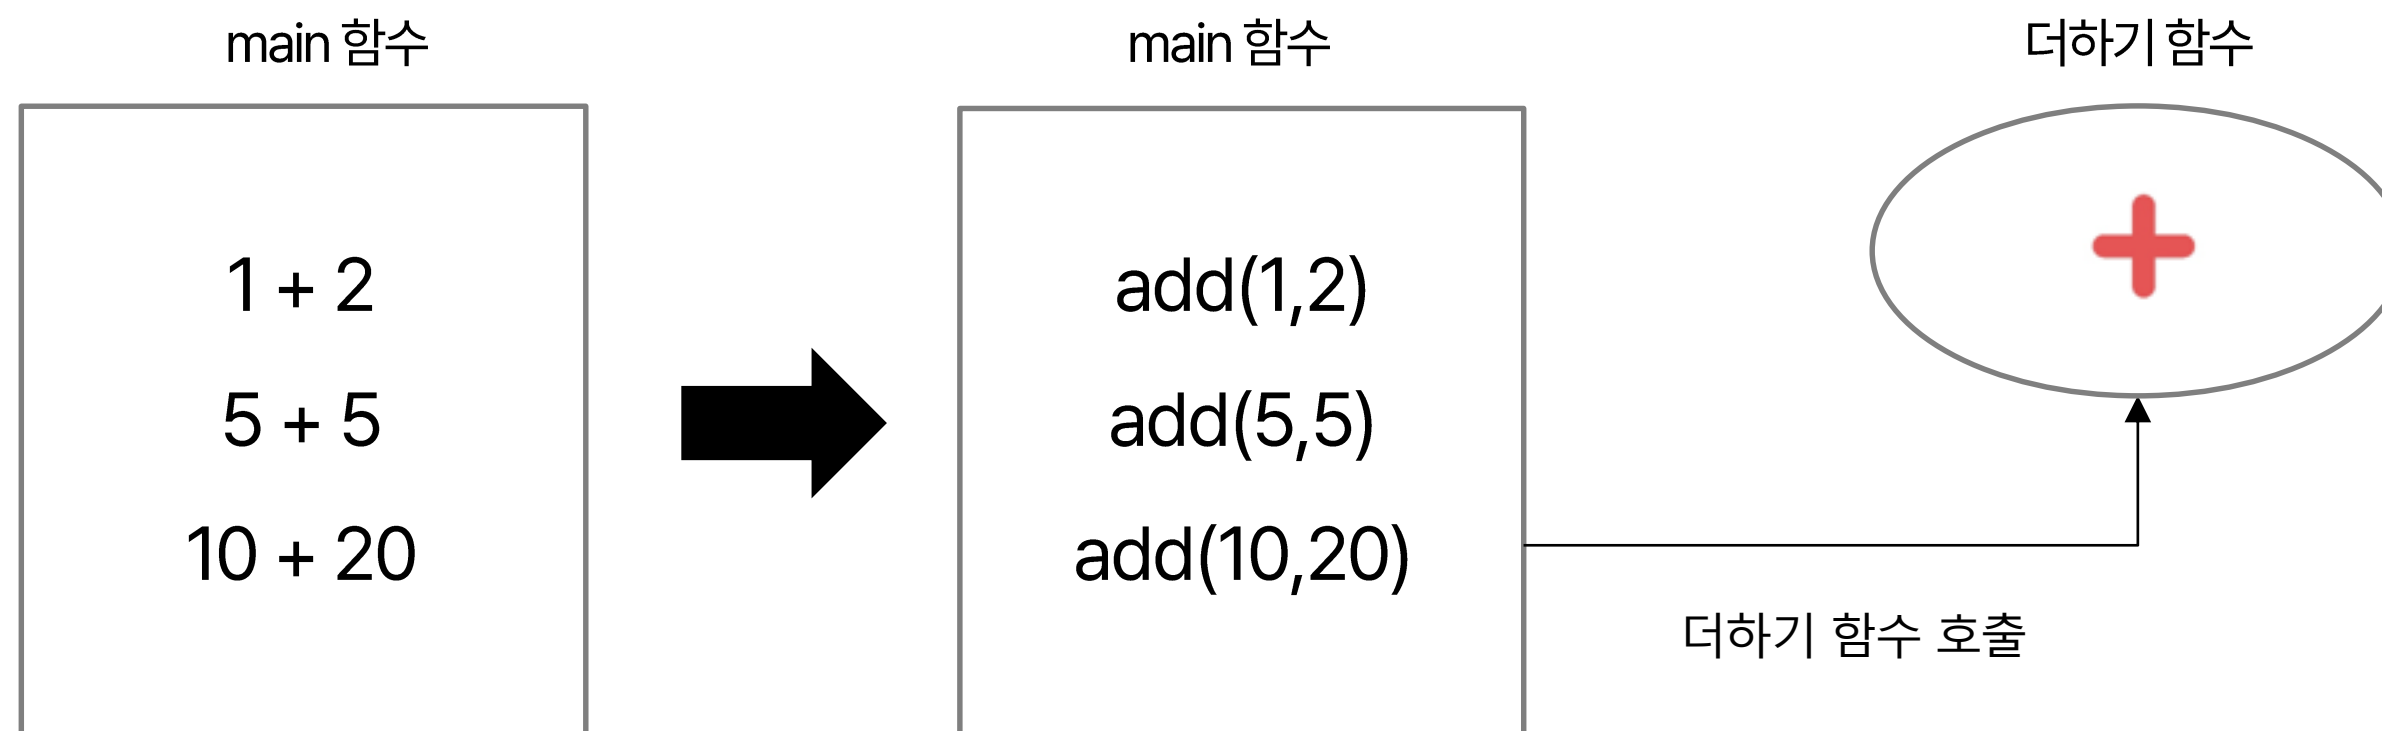 main 함수
1 + 2
5 + 5
10 + 20
main 함수
add(1,2)
add(5,5)
add(10,20)
더하기 함수
더하기 함수 호출